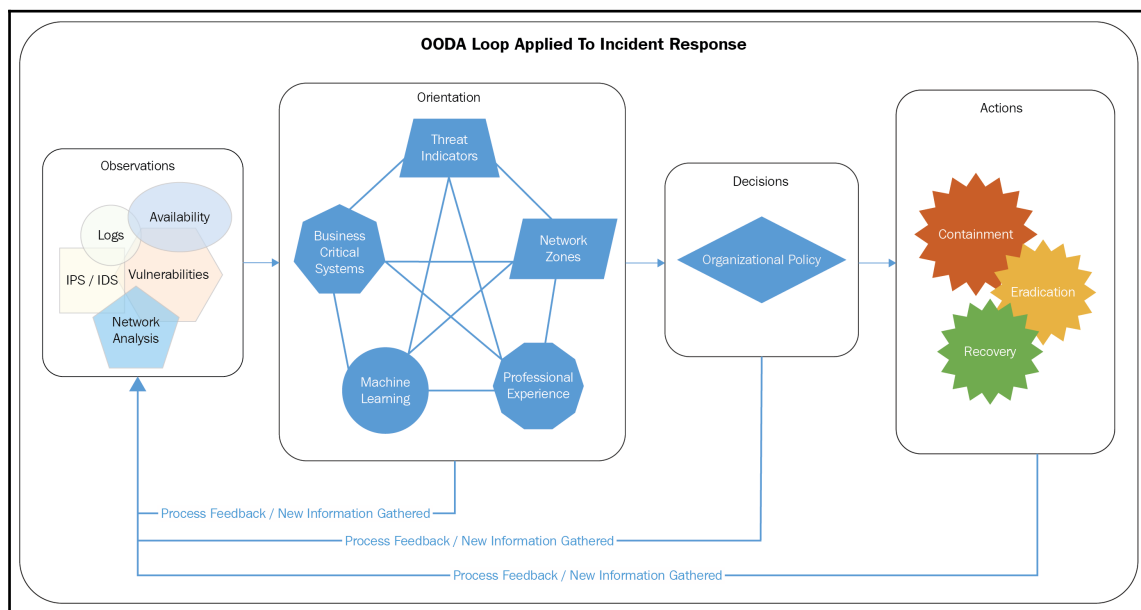 OODA Loop Applied To Incident Response
Observations
Availability
Logs
IPS / IDS
Vulnerabilities
Network
Analysis
Orientation
Threat
Indicators
Business
Critical
Systems
Network
Zones
Machine
Learning
Professional
Experience
Decisions
Organizational Policy
Actions
Containment
Eradication
Recovery
Process Feedback / New Information Gathered
Process Feedback / New Information Gathered
Process Feedback / New Information Gathered